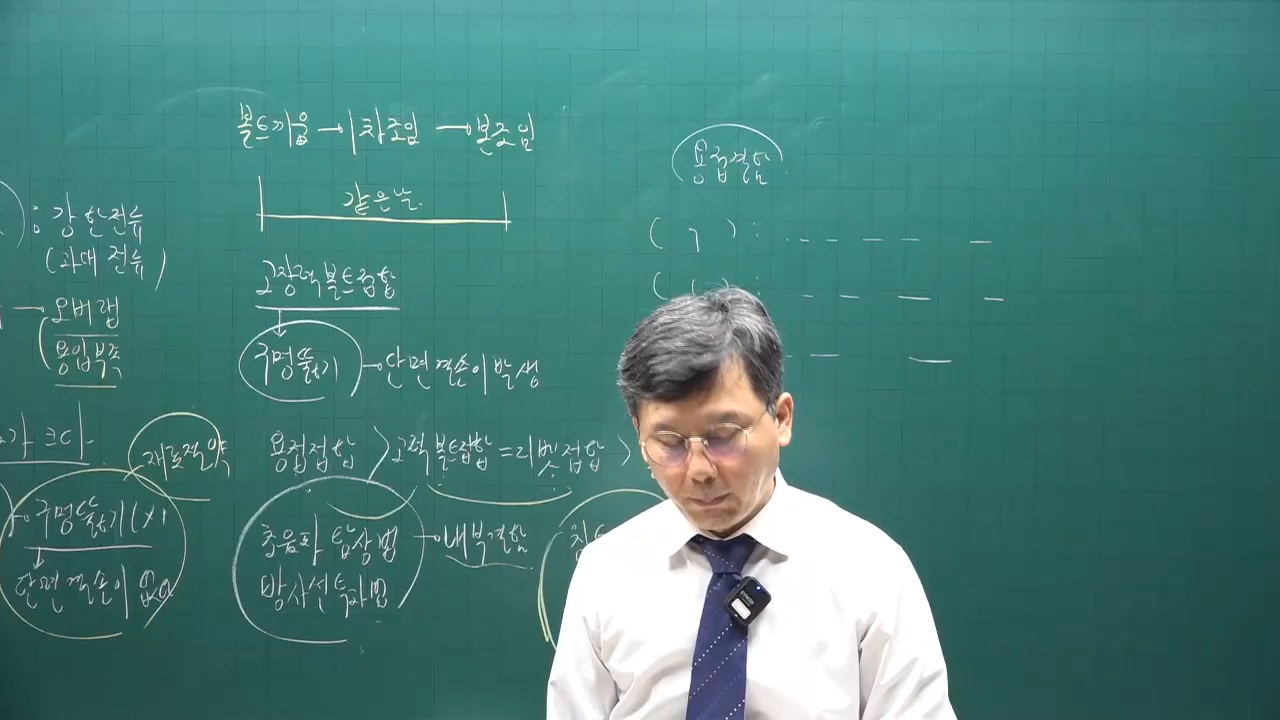 볼트끼움 → 1차조임 → 본조임
같은날
: 강한전류
(과대 전류)
→ 오버랩
용입부족
고장력볼트접합
구멍뚫기 → 단면결손이 발생
가 크다
재료절약
용접접합 > 고력볼트접합 = 리벳접합 >
구멍뚫기(×)
단면결손이 없
초음파 탐상법 → 내부결함
방사선투과법
침투
용접결함
( ㄱ ) :
( ) :